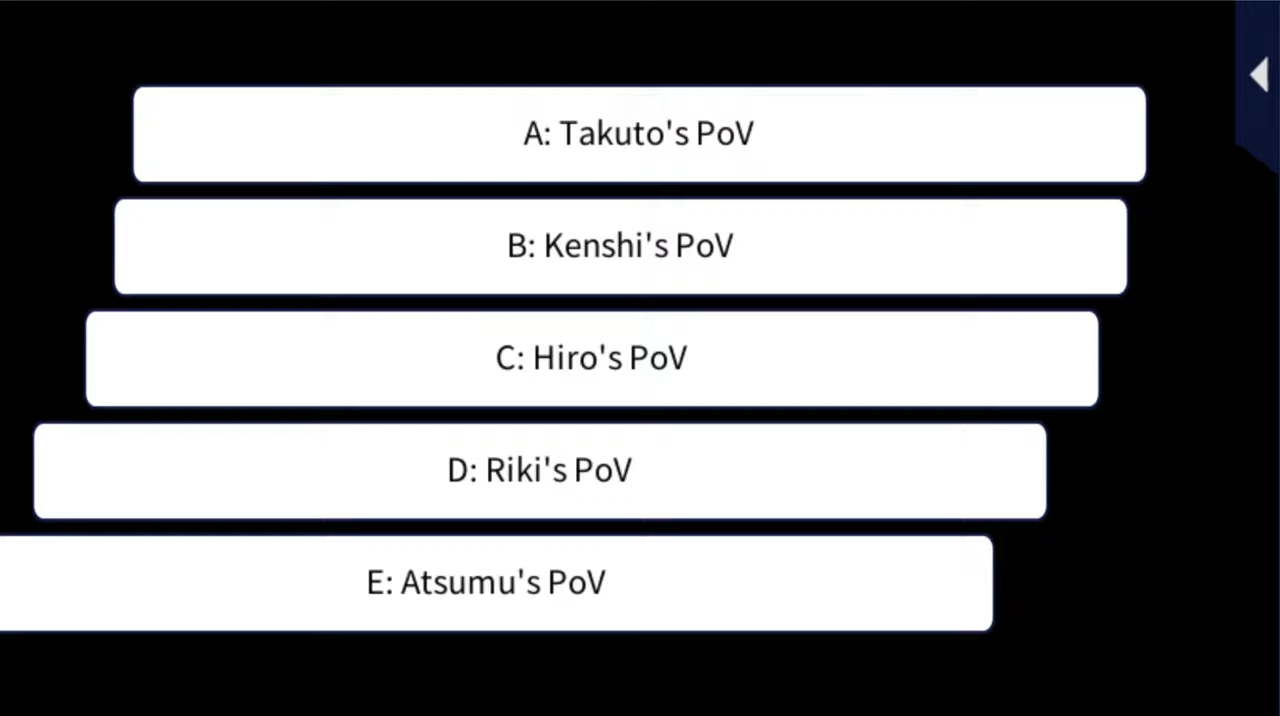 A: Takuto's PoV
B: Kenshi's PoV
C: Hiro's PoV
D: Riki's PoV
E: Atsumu's PoV